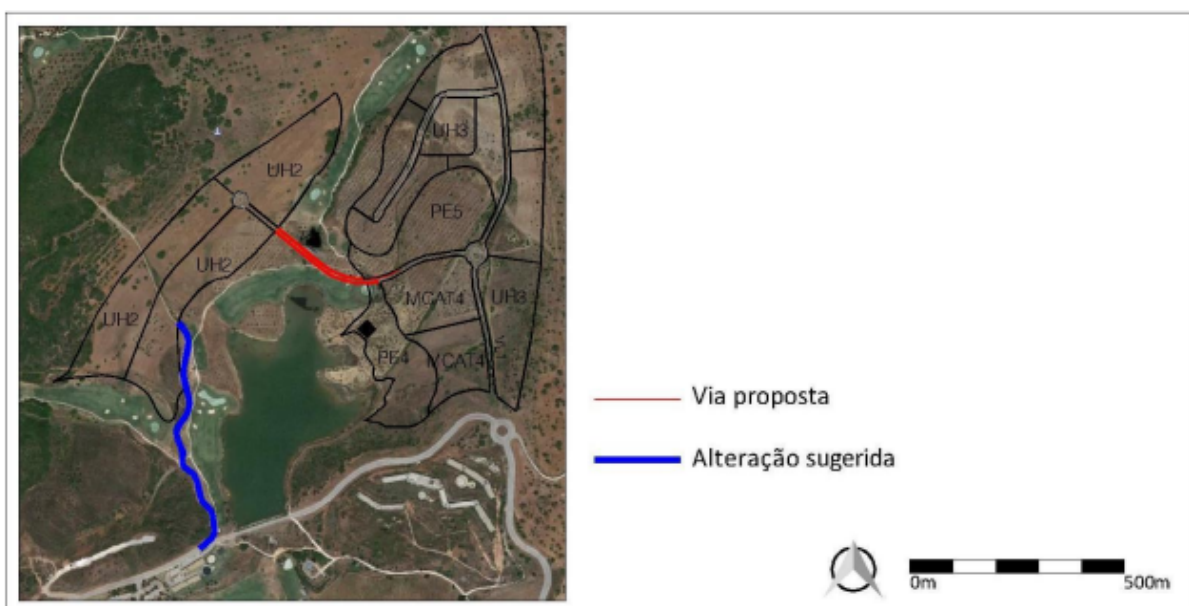 UH3
UH2
PE5
UH2
MCAT4
UH3
UH2
PE4
MCAT4
Via proposta
Alteração sugerida
0m
500m